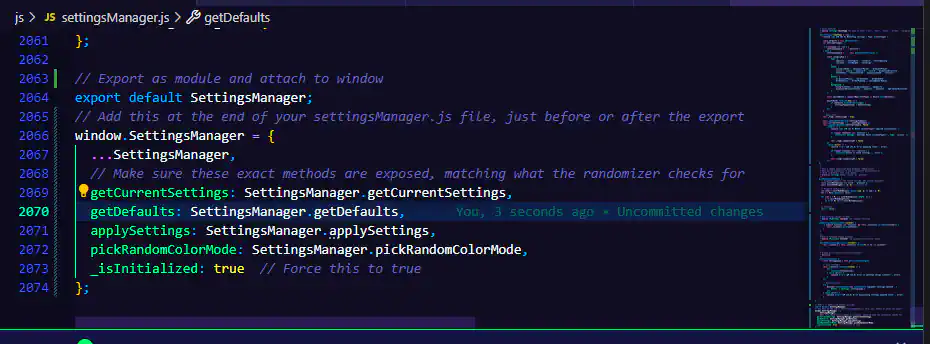 js > JS settingsManager.js > getDefaults
2061 };
2062
2063 // Export as module and attach to window
2064 export default SettingsManager;
2065 // Add this at the end of your settingsManager.js file, just before or after the export
2066 window.SettingsManager = {
2067 ...SettingsManager,
2068 // Make sure these exact methods are exposed, matching what the randomizer checks for
2069 getCurrentSettings: SettingsManager.getCurrentSettings,
2070 getDefaults: SettingsManager.getDefaults, You, 3 seconds ago • Uncommitted changes
2071 applySettings: SettingsManager.applySettings,
2072 pickRandomColorMode: SettingsManager.pickRandomColorMode,
2073 _isInitialized: true // Force this to true
2074 };